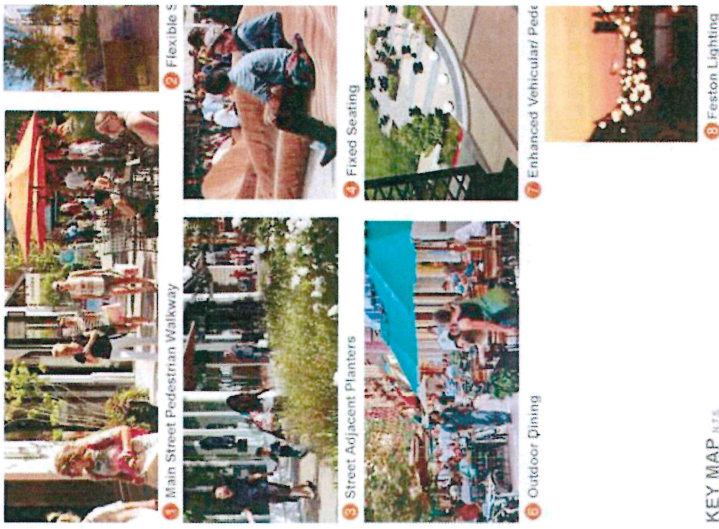 1 Main Street Pedestrian Walkway
2 Flexible S
3 Street Adjacent Planters
4 Fixed Seating
6 Outdoor Dining
7 Enhanced Vehicular/ Pede
8 Feston Lighting
KEY MAP N.T.S.